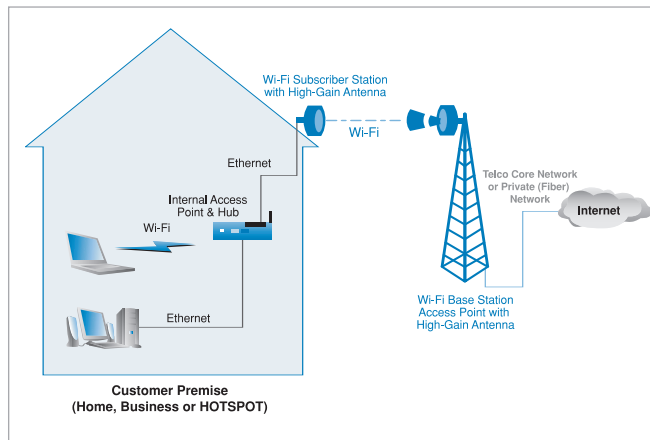 Wi-Fi Subscriber Station
with High-Gain Antenna
Wi-Fi
Ethernet
Telco Core Network
or Private (Fiber)
Network
Internet
Internal Access
Point & Hub
Wi-Fi
Ethernet
Wi-Fi Base Station
Access Point with
High-Gain Antenna
Customer Premise
(Home, Business or HOTSPOT)